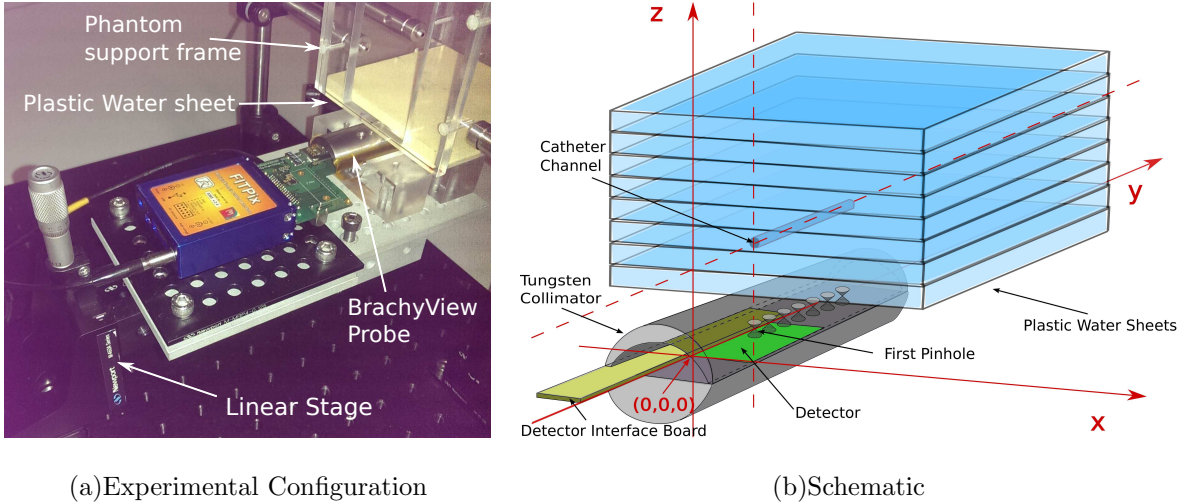 Phantom
support frame
Plastic Water sheet
FITPix
BrachyView
Probe
Linear Stage
(a)Experimental Configuration
z
Catheter
Channel
y
Tungsten
Collimator
Plastic Water Sheets
First Pinhole
(0,0,0)
Detector
x
Detector Interface Board
(b)Schematic